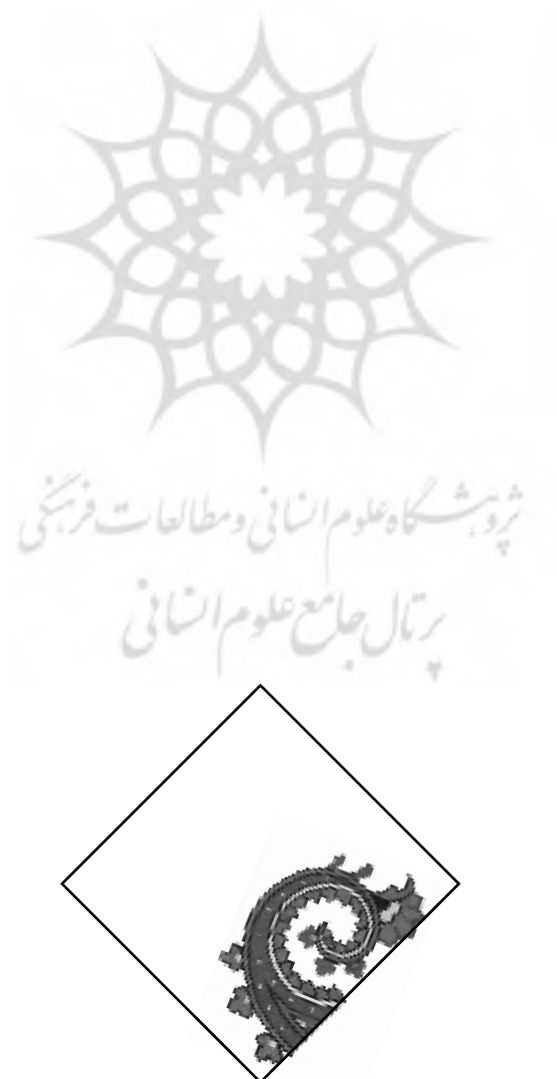 پژوهشگاه علوم انسانی و مطالعات فرهنگی
پرتال جامع علوم انسانی